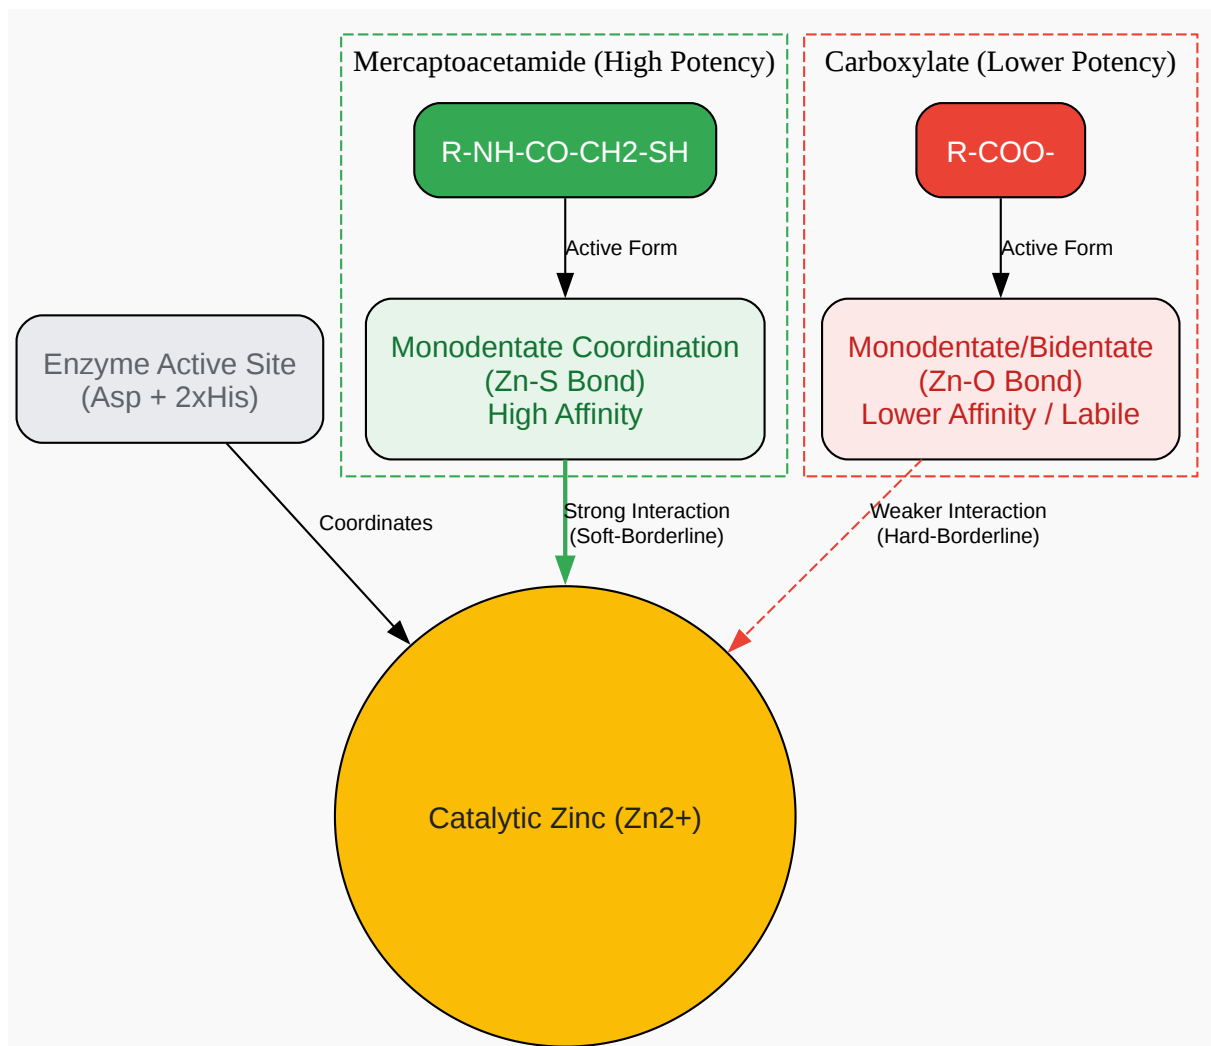 Mercaptoacetamide (High Potency)
Carboxylate (Lower Potency)
R-NH-CO-CH2-SH
R-COO-
Active Form
Active Form
Enzyme Active Site
(Asp + 2xHis)
Monodentate Coordination
(Zn-S Bond)
High Affinity
Monodentate/Bidentate
(Zn-O Bond)
Lower Affinity / Labile
Coordinates
Strong Interaction
(Soft-Borderline)
Weaker Interaction
(Hard-Borderline)
Catalytic Zinc (Zn2+)